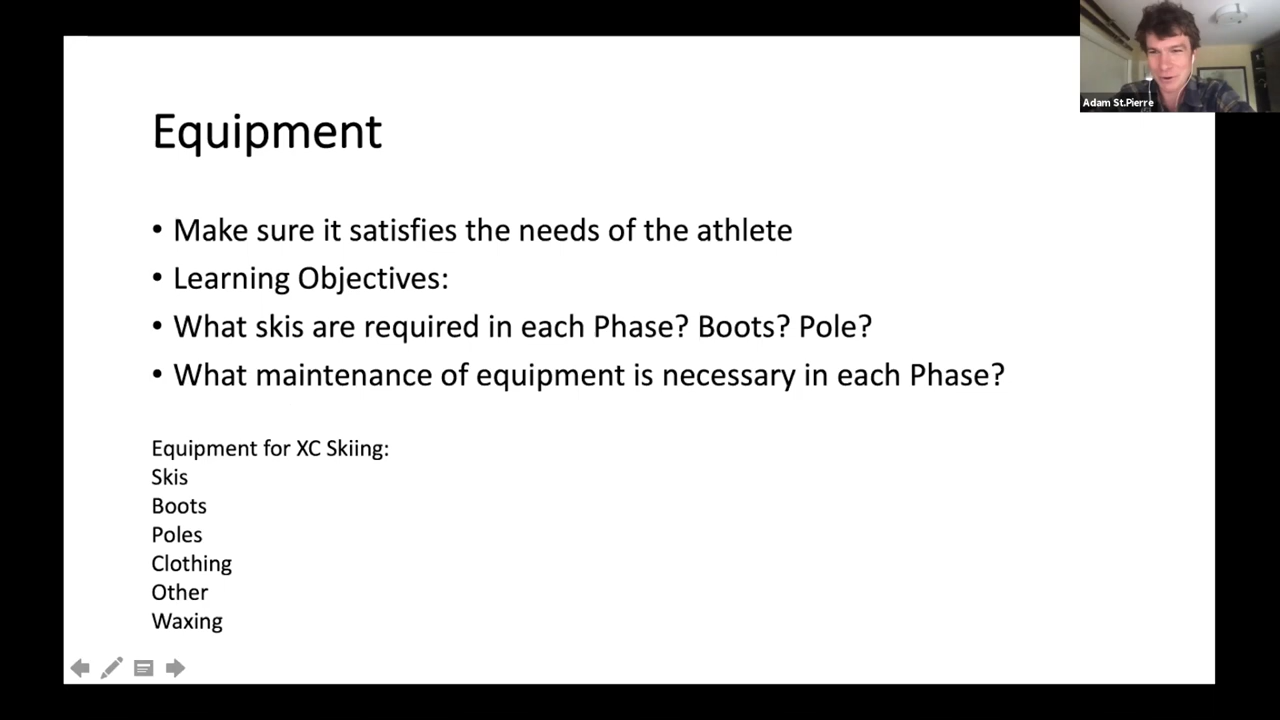 Adam St.Pierre
Equipment
• Make sure it satisfies the needs of the athlete
• Learning Objectives:
• What skis are required in each Phase? Boots? Pole?
• What maintenance of equipment is necessary in each Phase?
Equipment for XC Skiing:
Skis
Boots
Poles
Clothing
Other
Waxing